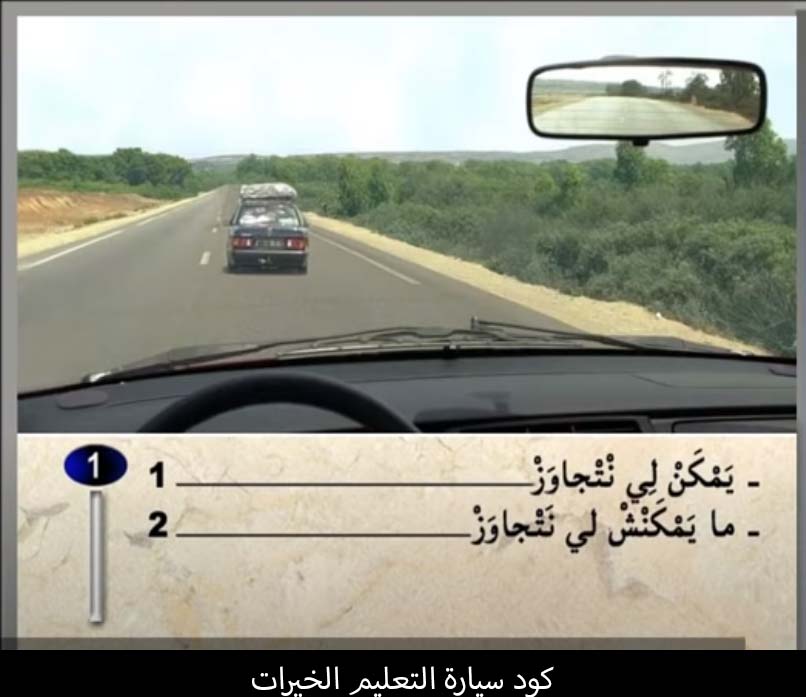 1
- يَمْكَنْ لِي نْتْجاوَزْ 1
- ما يَمْكَنْشْ لي نَتْجاوَزْ 2
كود سيارة التعليم الخيرات